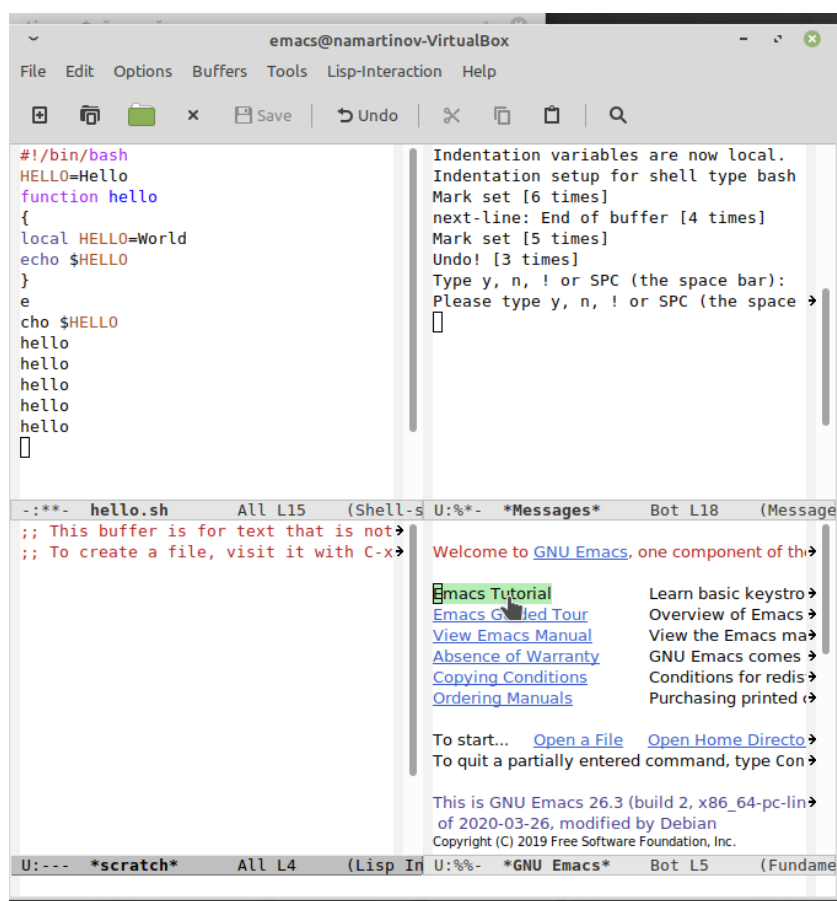 emacs@namartinov-VirtualBox
File Edit Options Buffers Tools Lisp-Interaction Help
Save Undo
#!/bin/bash
HELLO=Hello
function hello
{
local HELLO=World
echo $HELLO
}
e
cho $HELLO
hello
hello
hello
hello
hello
-:**- hello.sh All L15 (Shell-s
Indentation variables are now local.
Indentation setup for shell type bash
Mark set [6 times]
next-line: End of buffer [4 times]
Mark set [5 times]
Undo! [3 times]
Type y, n, ! or SPC (the space bar):
Please type y, n, ! or SPC (the space
U:%*- *Messages* Bot L18 (Message
;; This buffer is for text that is not
;; To create a file, visit it with C-x
U:--- *scratch* All L4 (Lisp In
Welcome to GNU Emacs, one component of the
Emacs Tutorial Learn basic keystro
Emacs Guided Tour Overview of Emacs
View Emacs Manual View the Emacs ma
Absence of Warranty GNU Emacs comes
Copying Conditions Conditions for redis
Ordering Manuals Purchasing printed
To start... Open a File Open Home Directo
To quit a partially entered command, type Con
This is GNU Emacs 26.3 (build 2, x86_64-pc-lin
of 2020-03-26, modified by Debian
Copyright (C) 2019 Free Software Foundation, Inc.
U:%%- *GNU Emacs* Bot L5 (Fundame